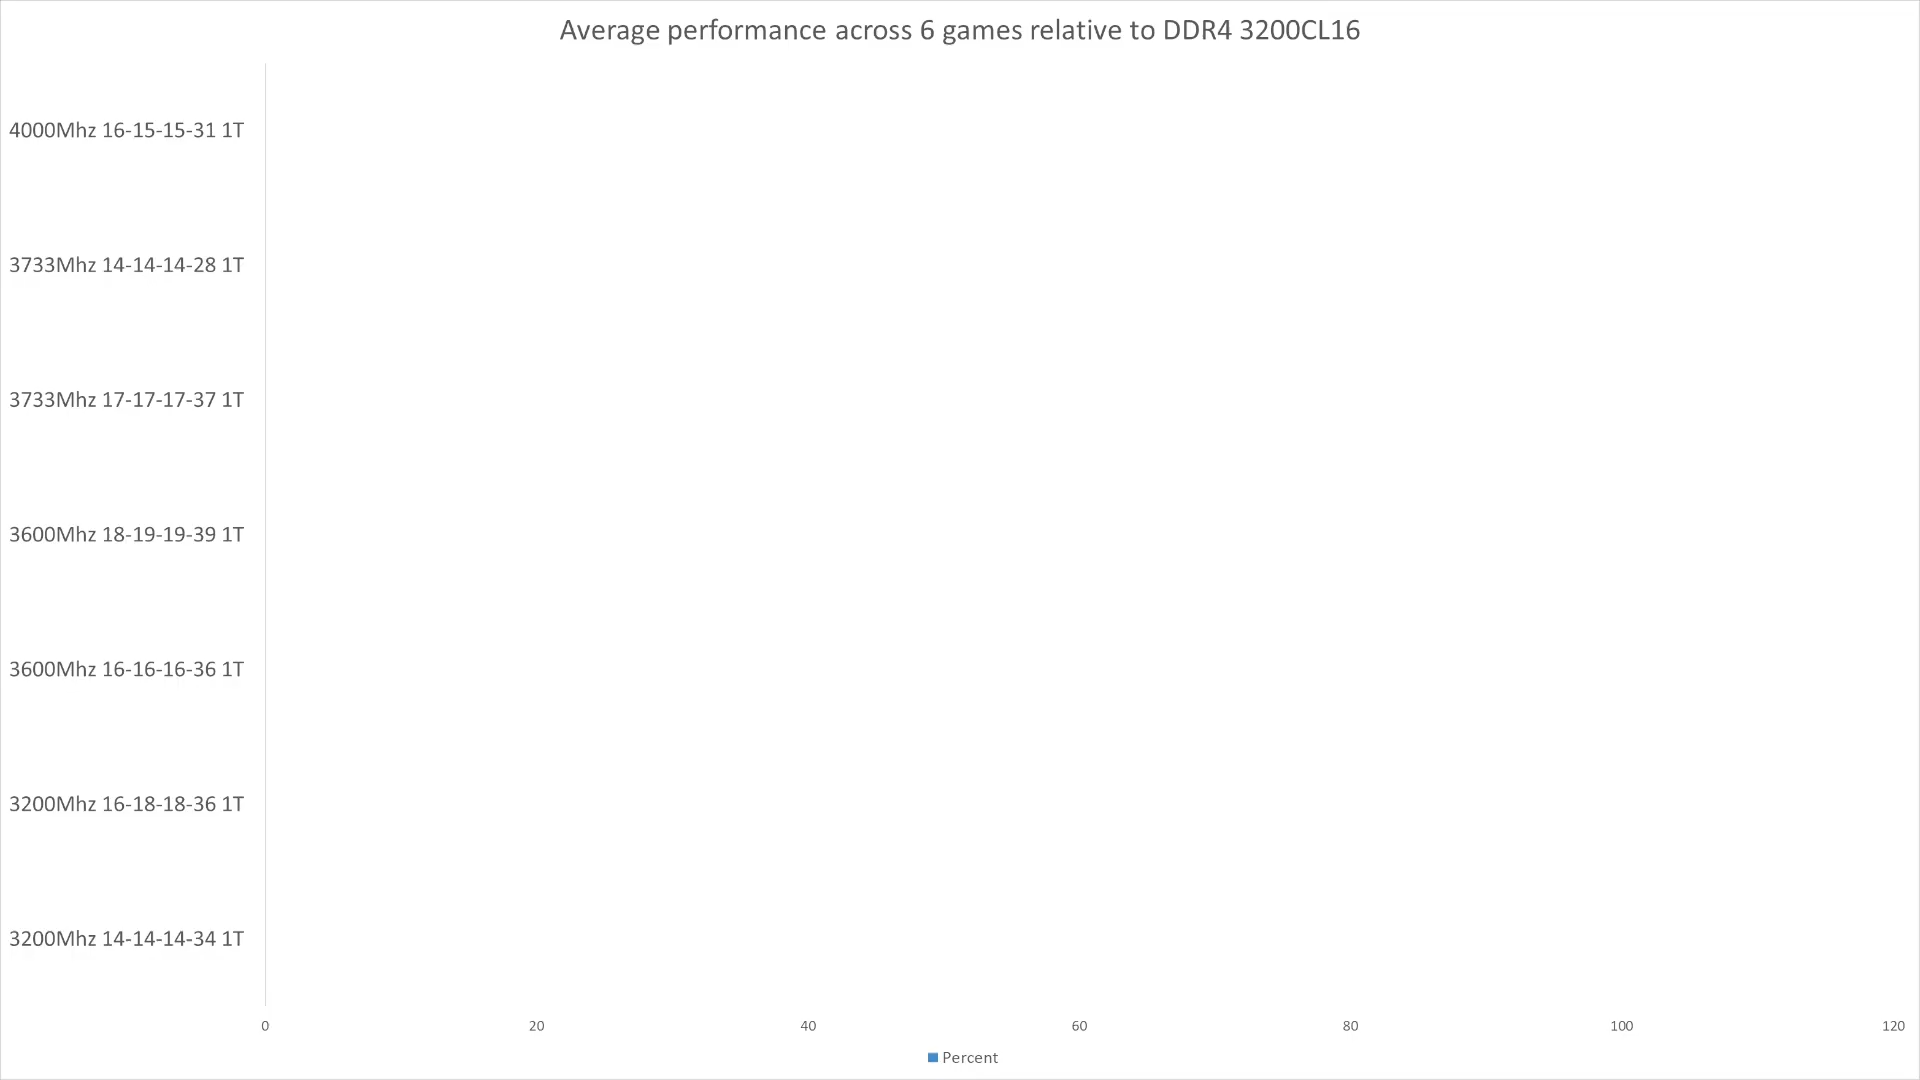 Average performance across 6 games relative to DDR4 3200CL16
4000Mhz 16-15-15-31 1T
3733Mhz 14-14-14-28 1T
3733Mhz 17-17-17-37 1T
3600Mhz 18-19-19-39 1T
3600Mhz 16-16-16-36 1T
3200Mhz 16-18-18-36 1T
3200Mhz 14-14-14-34 1T
0 20 40 60 80 100 120
Percent